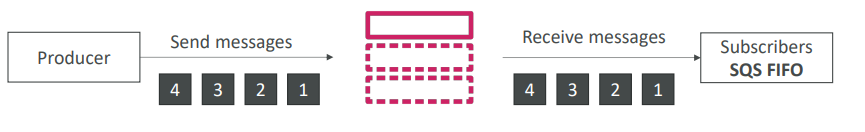 Producer
Send messages
4 3 2 1
Receive messages
4 3 2 1
Subscribers
SQS FIFO